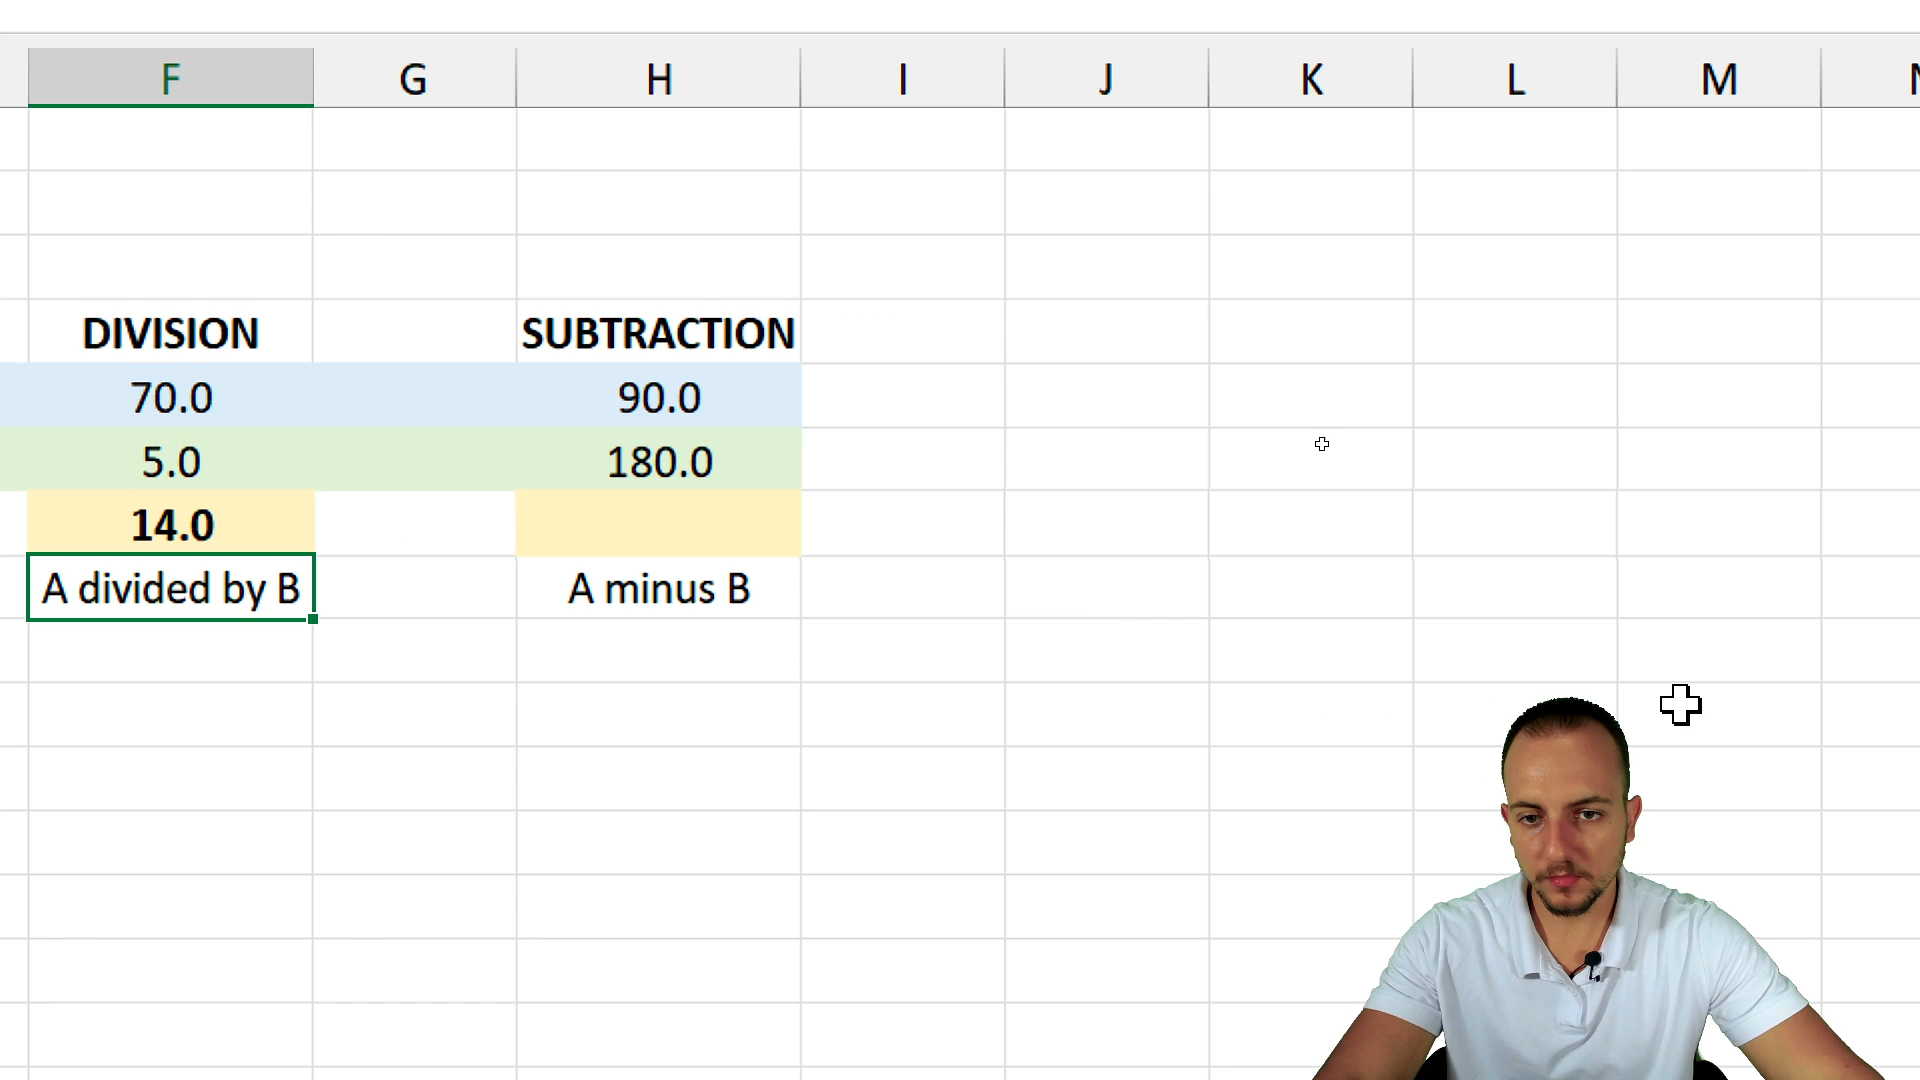 F G H I J K L M
DIVISION SUBTRACTION
70.0 90.0
5.0 180.0
14.0
A divided by B A minus B